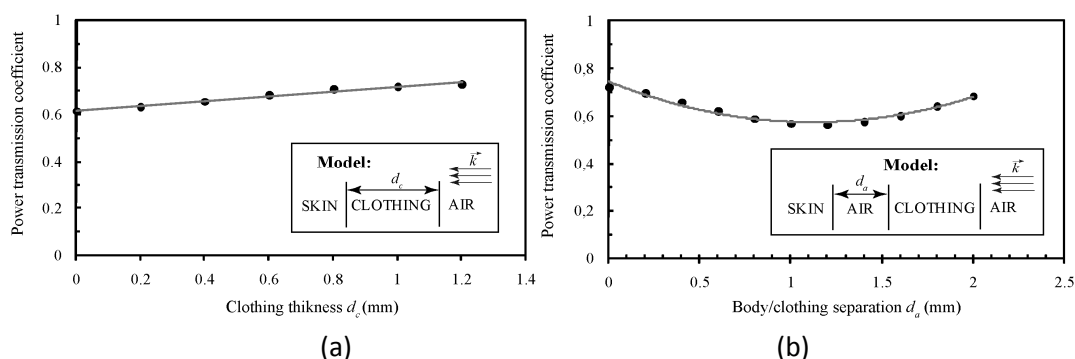 Power transmission coefficient
1
0.8
0.6
0.4
0.2
0
0
0.2
0.4
0.6
0.8
1
1.2
1.4
Clothing thikness d_c (mm)
Model:
k
d_c
SKIN
CLOTHING
AIR
(a)
Power transmission coefficient
1
0.8
0.6
0.4
0.2
0
0
0.5
1
1.5
2
2.5
Body/clothing separation d_a (mm)
Model:
k
d_a
SKIN
AIR
CLOTHING
AIR
(b)